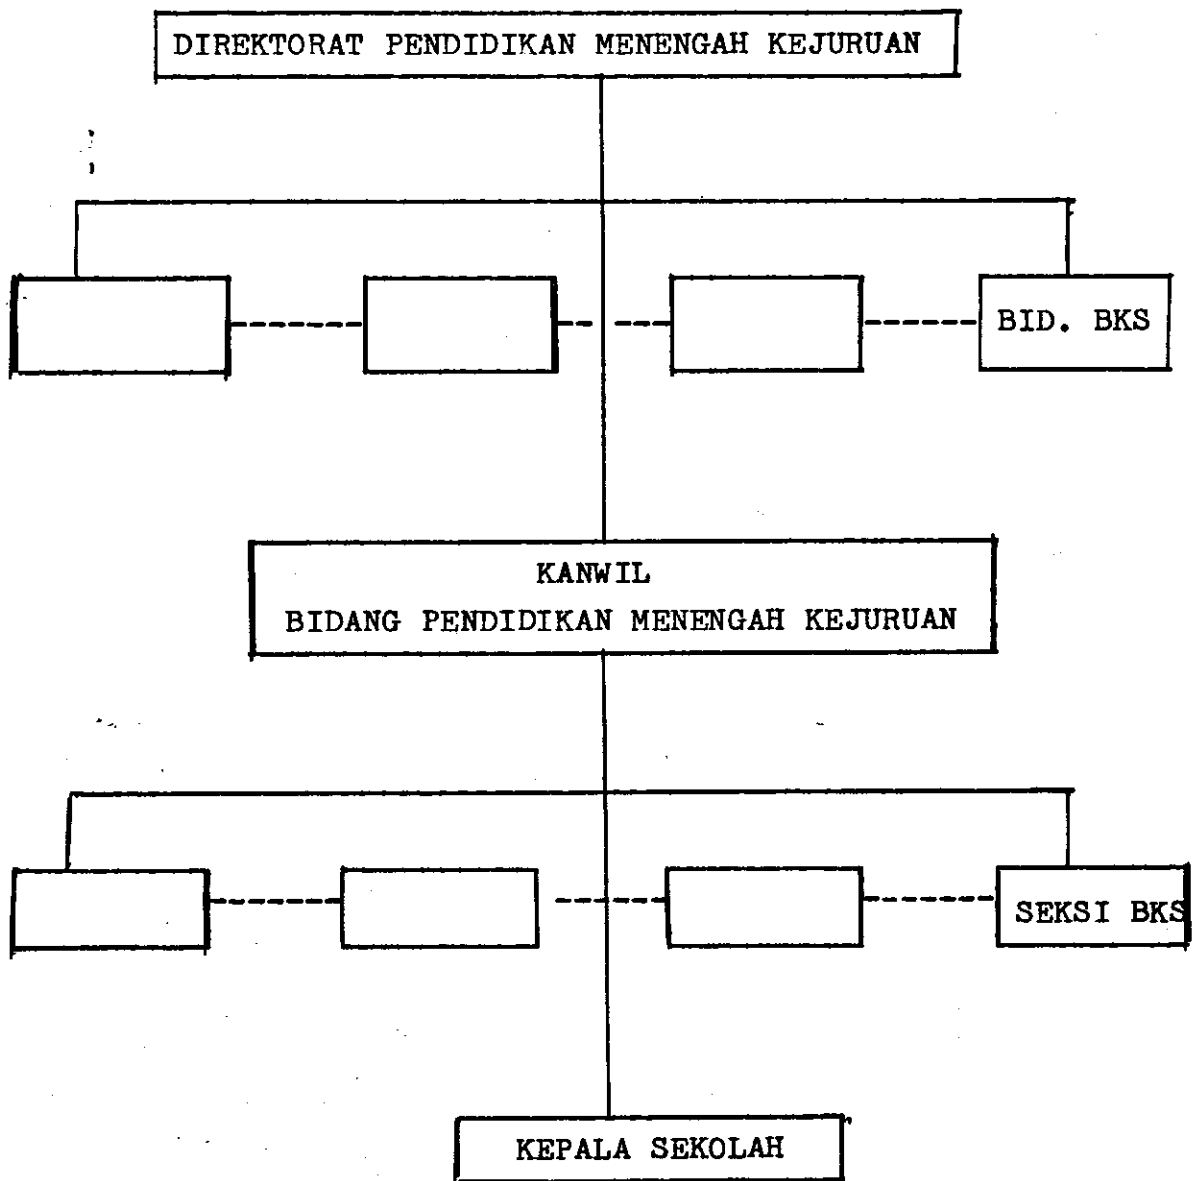 DIREKTORAT PENDIDIKAN MENENGAH KEJURUAN
BID. BKS
KANWIL
BIDANG PENDIDIKAN MENENGAH KEJURUAN
SEKSI BKS
KEPALA SEKOLAH